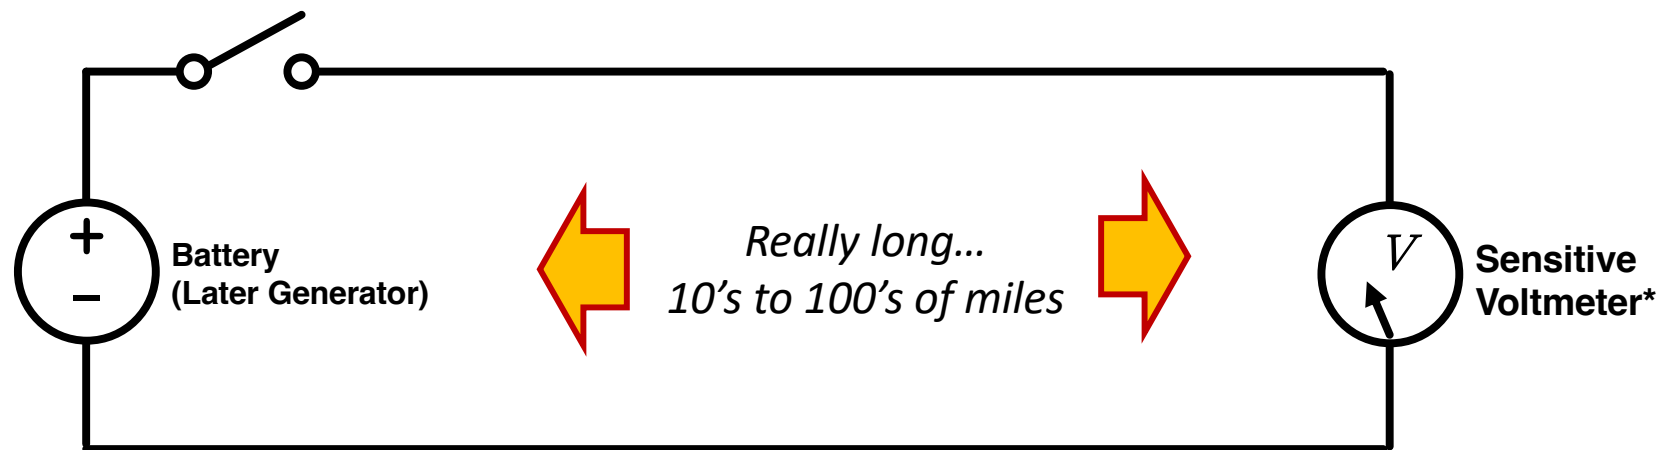 +
−
Battery
(Later Generator)
Really long…
10’s to 100’s of miles
V
Sensitive
Voltmeter*